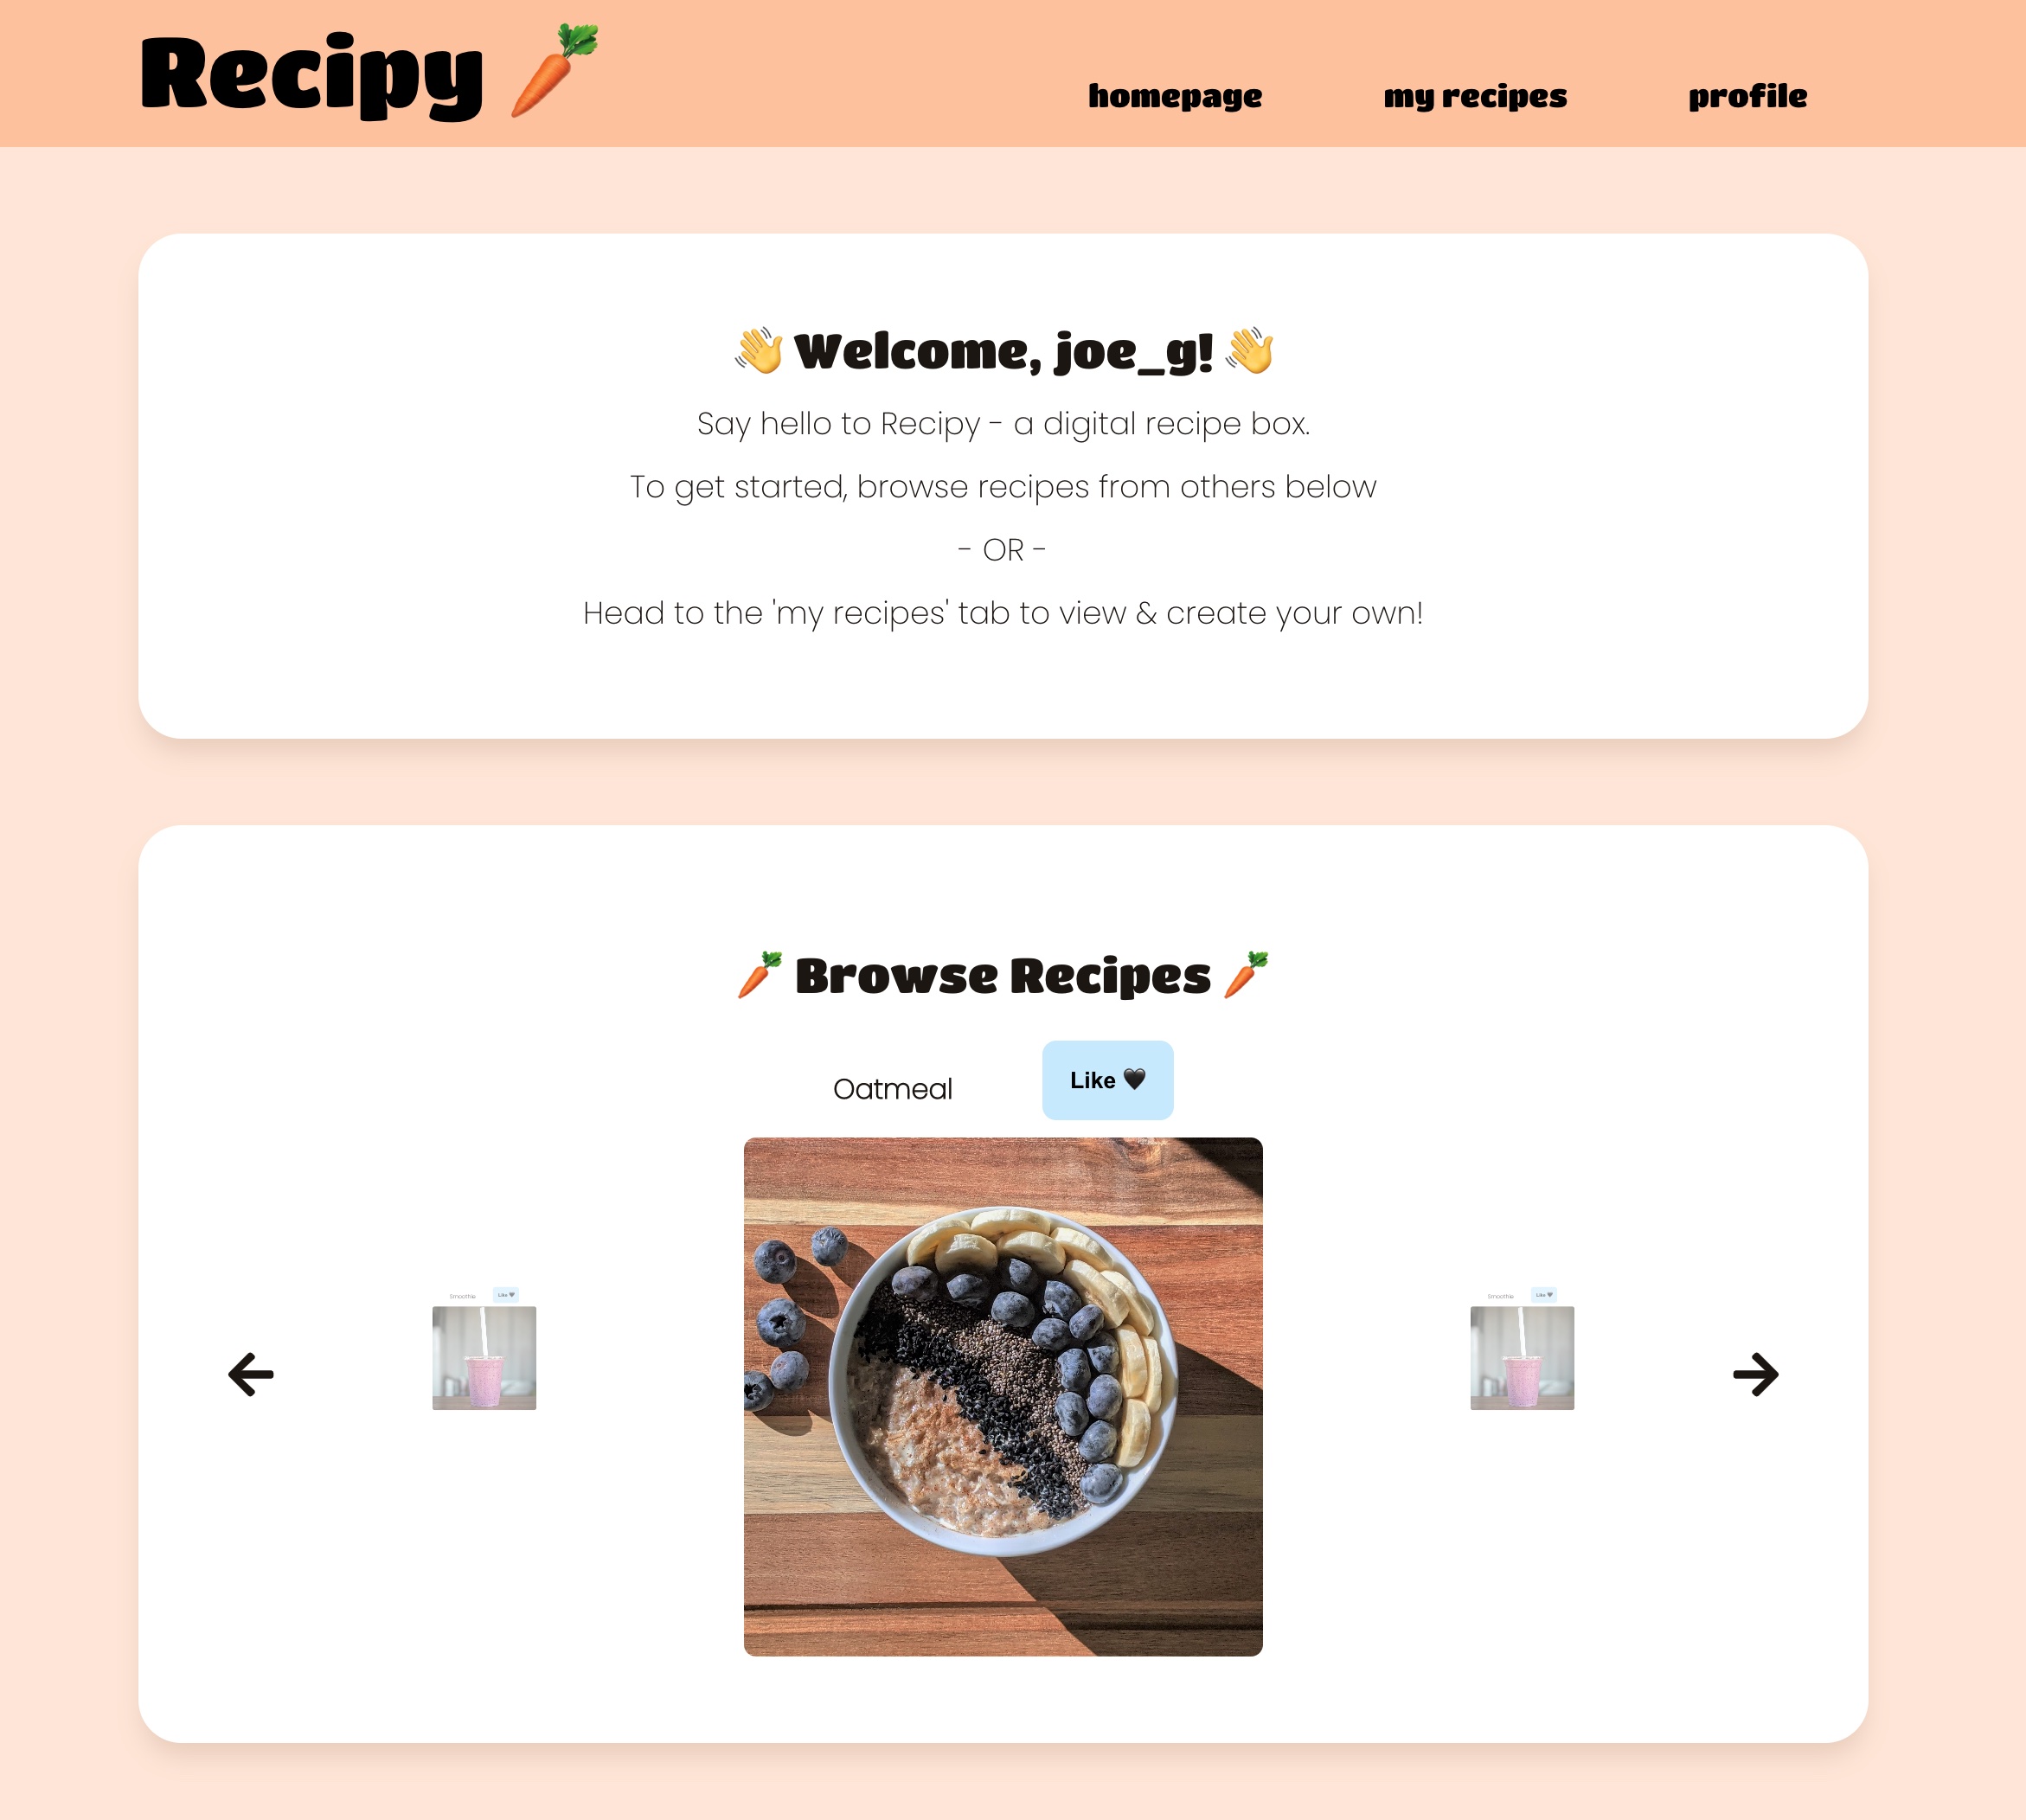 Recipy 🥕
homepage my recipes profile
👋 Welcome, joe_g! 👋
Say hello to Recipy - a digital recipe box.
To get started, browse recipes from others below
- OR -
Head to the 'my recipes' tab to view & create your own!
🥕 Browse Recipes 🥕
Oatmeal Like 🖤
Smoothie Like 🖤
Smoothie Like 🖤